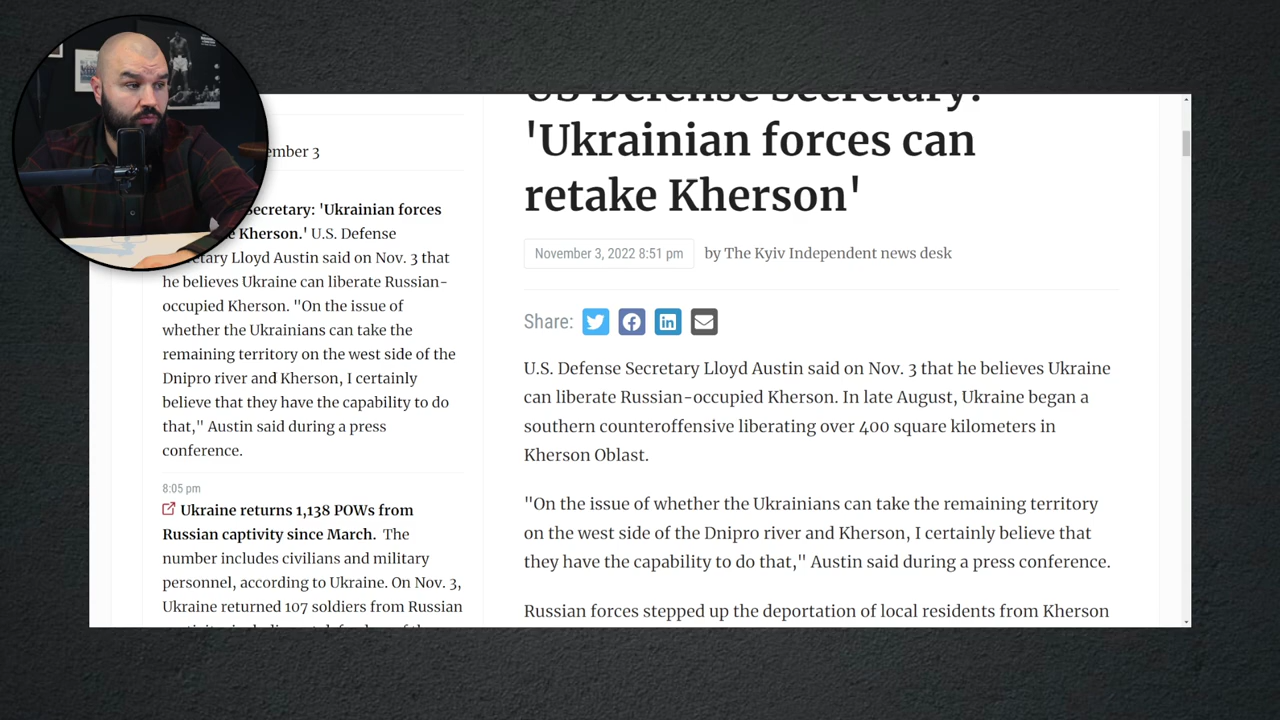 ember 3
Secretary: 'Ukrainian forces
Kherson.' U.S. Defense
Lloyd Austin said on Nov. 3 that
he believes Ukraine can liberate Russian-
occupied Kherson. "On the issue of
whether the Ukrainians can take the
remaining territory on the west side of the
Dnipro river and Kherson, I certainly
believe that they have the capability to do
that," Austin said during a press
conference.
8:05 pm
Ukraine returns 1,138 POWs from
Russian captivity since March. The
number includes civilians and military
personnel, according to Ukraine. On Nov. 3,
Ukraine returned 107 soldiers from Russian
US Defense Secretary:
'Ukrainian forces can
retake Kherson'
November 3, 2022 8:51 pm by The Kyiv Independent news desk
Share:
U.S. Defense Secretary Lloyd Austin said on Nov. 3 that he believes Ukraine
can liberate Russian-occupied Kherson. In late August, Ukraine began a
southern counteroffensive liberating over 400 square kilometers in
Kherson Oblast.
"On the issue of whether the Ukrainians can take the remaining territory
on the west side of the Dnipro river and Kherson, I certainly believe that
they have the capability to do that," Austin said during a press conference.
Russian forces stepped up the deportation of local residents from Kherson